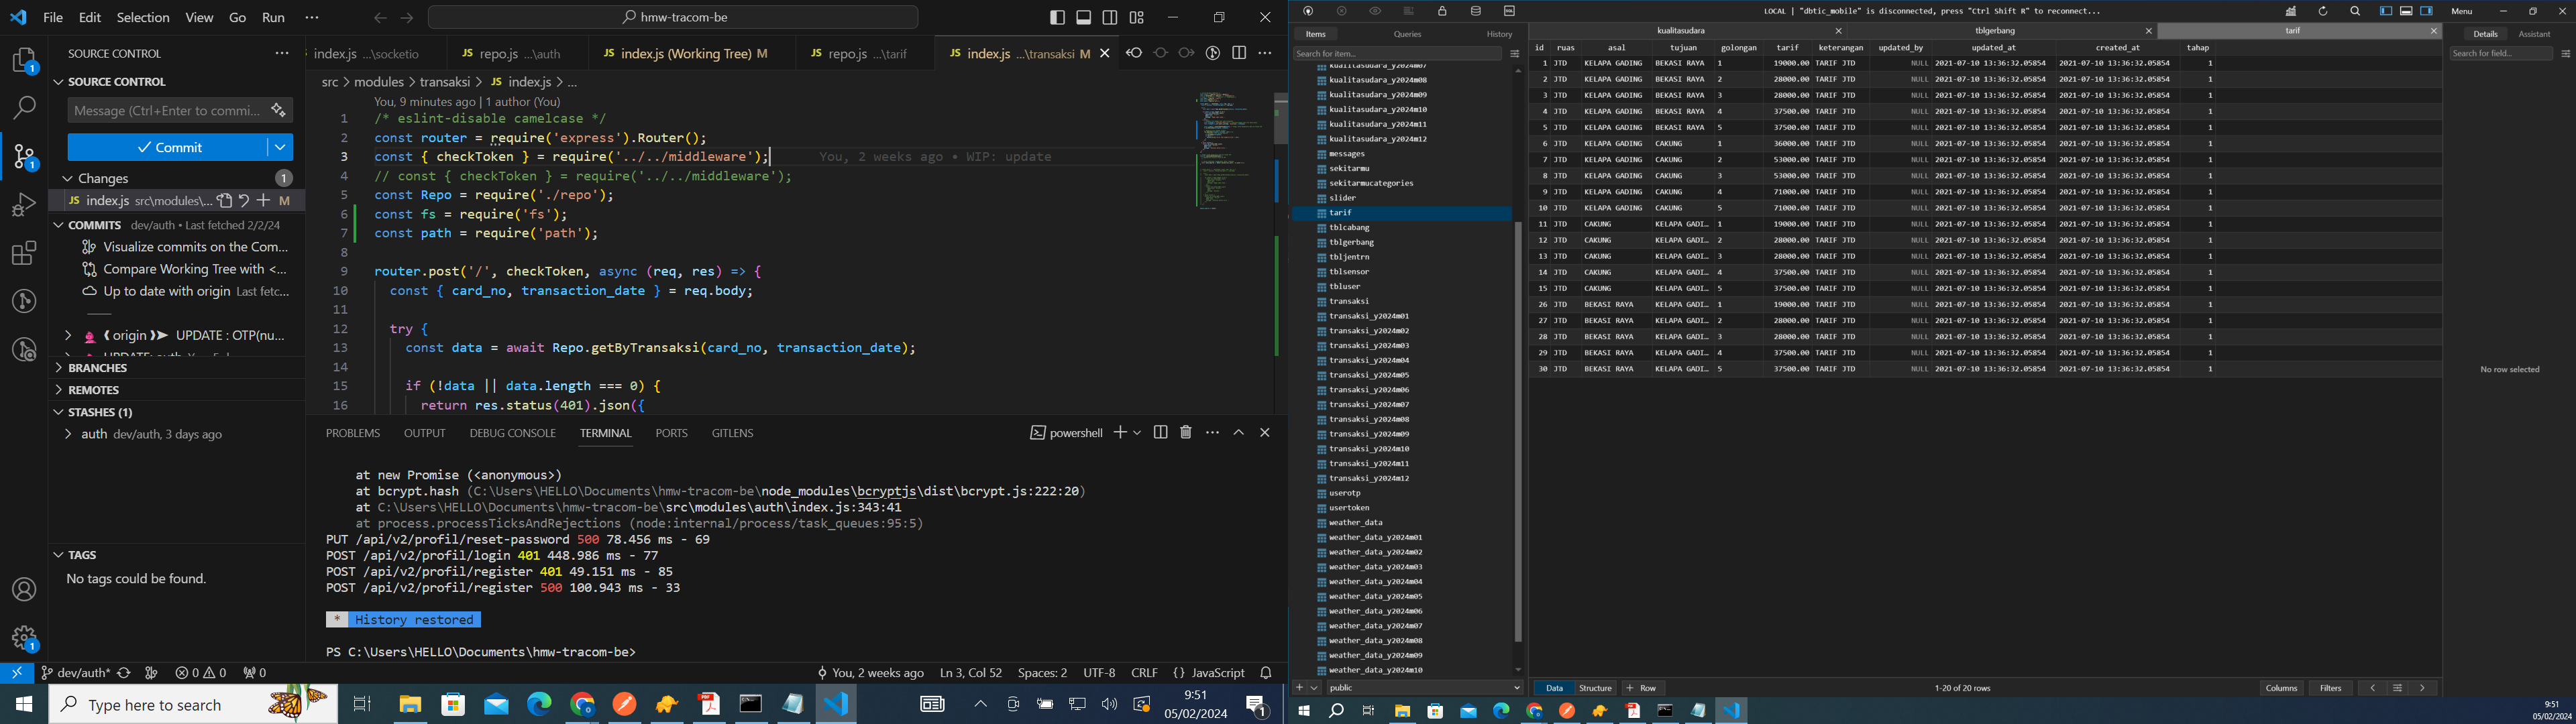 File Edit Selection View Go Run ··· hmw-tracom-be
SOURCE CONTROL ···
SOURCE CONTROL
Message (Ctrl+Enter to commi...
Commit
Changes 1
JS index.js src\modules\... M
COMMITS dev/auth • Last fetched 2/2/24
Visualize commits on the Com...
Compare Working Tree with <...
Up to date with origin Last fetc...
origin UPDATE : OTP(nu...
BRANCHES
REMOTES
STASHES (1)
auth dev/auth, 3 days ago
TAGS
No tags could be found.
index.js ...\socketio JS repo.js ...\auth JS index.js (Working Tree) M JS repo.js ...\tarif JS index.js ...\transaksi M
src > modules > transaksi > JS index.js > ...
You, 9 minutes ago | 1 author (You)
1 /* eslint-disable camelcase */
2 const router = require('express').Router();
3 const { checkToken } = require('../../middleware'); You, 2 weeks ago • WIP: update
4 // const { checkToken } = require('../../middleware');
5 const Repo = require('./repo');
6 const fs = require('fs');
7 const path = require('path');
8
9 router.post('/', checkToken, async (req, res) => {
10 const { card_no, transaction_date } = req.body;
11
12 try {
13 const data = await Repo.getByTransaksi(card_no, transaction_date);
14
15 if (!data || data.length === 0) {
16 return res.status(401).json({
PROBLEMS OUTPUT DEBUG CONSOLE TERMINAL PORTS GITLENS powershell
at new Promise (<anonymous>)
at bcrypt.hash (C:\Users\HELLO\Documents\hmw-tracom-be\node_modules\bcryptjs\dist\bcrypt.js:222:20)
at C:\Users\HELLO\Documents\hmw-tracom-be\src\modules\auth\index.js:343:41
at process.processTicksAndRejections (node:internal/process/task_queues:95:5)
PUT /api/v2/profil/reset-password 500 78.456 ms - 69
POST /api/v2/profil/login 401 448.986 ms - 77
POST /api/v2/profil/register 401 49.151 ms - 85
POST /api/v2/profil/register 500 100.943 ms - 33
* History restored
PS C:\Users\HELLO\Documents\hmw-tracom-be>
dev/auth* 0 0 0 You, 2 weeks ago Ln 3, Col 52 Spaces: 2 UTF-8 CRLF {} JavaScript
Type here to search
9:51
05/02/2024
LOCAL | "dbtic_mobile" is disconnected, press "Ctrl Shift R" to reconnect... Menu
Items Queries History
Search for item...
kualitasudara_y2024m07
kualitasudara_y2024m08
kualitasudara_y2024m09
kualitasudara_y2024m10
kualitasudara_y2024m11
kualitasudara_y2024m12
messages
sekitarmu
sekitarmucategories
slider
tarif
tblcabang
tblgerbang
tbljentrn
tblsensor
tbluser
transaksi
transaksi_y2024m01
transaksi_y2024m02
transaksi_y2024m03
transaksi_y2024m04
transaksi_y2024m05
transaksi_y2024m06
transaksi_y2024m07
transaksi_y2024m08
transaksi_y2024m09
transaksi_y2024m10
transaksi_y2024m11
transaksi_y2024m12
userotp
usertoken
weather_data
weather_data_y2024m01
weather_data_y2024m02
weather_data_y2024m03
weather_data_y2024m04
weather_data_y2024m05
weather_data_y2024m06
weather_data_y2024m07
weather_data_y2024m08
weather_data_y2024m09
weather_data_y2024m10
public
kualitasudara tblgerbang tarif
id ruas asal tujuan golongan tarif keterangan updated_by updated_at created_at tahap
1 JTD KELAPA GADING BEKASI RAYA 1 19000.00 TARIF JTD NULL 2021-07-10 13:36:32.05854 2021-07-10 13:36:32.05854 1
2 JTD KELAPA GADING BEKASI RAYA 2 28000.00 TARIF JTD NULL 2021-07-10 13:36:32.05854 2021-07-10 13:36:32.05854 1
3 JTD KELAPA GADING BEKASI RAYA 3 28000.00 TARIF JTD NULL 2021-07-10 13:36:32.05854 2021-07-10 13:36:32.05854 1
4 JTD KELAPA GADING BEKASI RAYA 4 37500.00 TARIF JTD NULL 2021-07-10 13:36:32.05854 2021-07-10 13:36:32.05854 1
5 JTD KELAPA GADING BEKASI RAYA 5 37500.00 TARIF JTD NULL 2021-07-10 13:36:32.05854 2021-07-10 13:36:32.05854 1
6 JTD KELAPA GADING CAKUNG 1 36000.00 TARIF JTD NULL 2021-07-10 13:36:32.05854 2021-07-10 13:36:32.05854 1
7 JTD KELAPA GADING CAKUNG 2 53000.00 TARIF JTD NULL 2021-07-10 13:36:32.05854 2021-07-10 13:36:32.05854 1
8 JTD KELAPA GADING CAKUNG 3 53000.00 TARIF JTD NULL 2021-07-10 13:36:32.05854 2021-07-10 13:36:32.05854 1
9 JTD KELAPA GADING CAKUNG 4 71000.00 TARIF JTD NULL 2021-07-10 13:36:32.05854 2021-07-10 13:36:32.05854 1
10 JTD KELAPA GADING CAKUNG 5 71000.00 TARIF JTD NULL 2021-07-10 13:36:32.05854 2021-07-10 13:36:32.05854 1
11 JTD CAKUNG KELAPA GADI... 1 19000.00 TARIF JTD NULL 2021-07-10 13:36:32.05854 2021-07-10 13:36:32.05854 1
12 JTD CAKUNG KELAPA GADI... 2 28000.00 TARIF JTD NULL 2021-07-10 13:36:32.05854 2021-07-10 13:36:32.05854 1
13 JTD CAKUNG KELAPA GADI... 3 28000.00 TARIF JTD NULL 2021-07-10 13:36:32.05854 2021-07-10 13:36:32.05854 1
14 JTD CAKUNG KELAPA GADI... 4 37500.00 TARIF JTD NULL 2021-07-10 13:36:32.05854 2021-07-10 13:36:32.05854 1
15 JTD CAKUNG KELAPA GADI... 5 37500.00 TARIF JTD NULL 2021-07-10 13:36:32.05854 2021-07-10 13:36:32.05854 1
26 JTD BEKASI RAYA KELAPA GADI... 1 19000.00 TARIF JTD NULL 2021-07-10 13:36:32.05854 2021-07-10 13:36:32.05854 1
27 JTD BEKASI RAYA KELAPA GADI... 2 28000.00 TARIF JTD NULL 2021-07-10 13:36:32.05854 2021-07-10 13:36:32.05854 1
28 JTD BEKASI RAYA KELAPA GADI... 3 28000.00 TARIF JTD NULL 2021-07-10 13:36:32.05854 2021-07-10 13:36:32.05854 1
29 JTD BEKASI RAYA KELAPA GADI... 4 37500.00 TARIF JTD NULL 2021-07-10 13:36:32.05854 2021-07-10 13:36:32.05854 1
30 JTD BEKASI RAYA KELAPA GADI... 5 37500.00 TARIF JTD NULL 2021-07-10 13:36:32.05854 2021-07-10 13:36:32.05854 1
Data Structure + Row 1-20 of 20 rows Columns Filters
Details Assistant
Search for field...
No row selected
9:51
05/02/2024